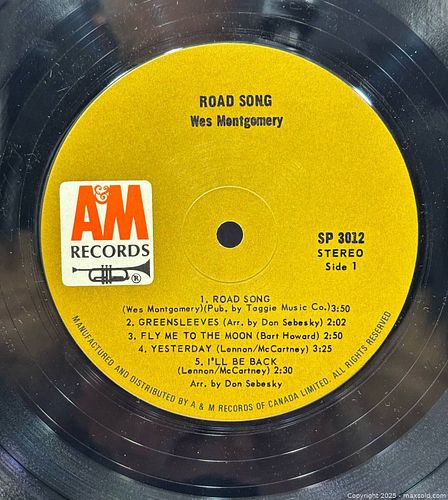 ROAD SONG
Wes Montgomery
A&M
RECORDS
®
SP 3012
STEREO
Side 1
1. ROAD SONG
(Wes Montgomery)(Pub. by Taggie Music Co.)3:50
2. GREENSLEEVES (Arr. by Don Sebesky) 2:02
3. FLY ME TO THE MOON (Bart Howard) 2:50
4. YESTERDAY (Lennon/McCartney) 3:25
5. I'LL BE BACK
(Lennon/McCartney) 2:30
Arr. by Don Sebesky
MANUFACTURED AND DISTRIBUTED BY A & M RECORDS OF CANADA LIMITED. ALL RIGHTS RESERVED
Copyright 2025 - maxsold.com